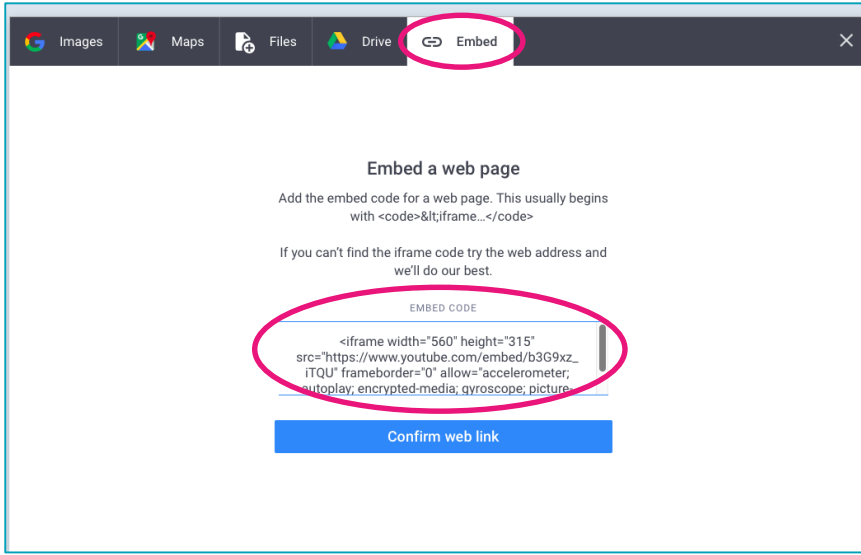 Images Maps Files Drive Embed
Embed a web page
Add the embed code for a web page. This usually begins
with <code>&lt;iframe...</code>
If you can't find the iframe code try the web address and
we'll do our best.
EMBED CODE
<iframe width="560" height="315"
src="https://www.youtube.com/embed/b3G9xz_
iTQU" frameborder="0" allow="accelerometer;
autoplay; encrypted-media; gyroscope; picture-
Confirm web link